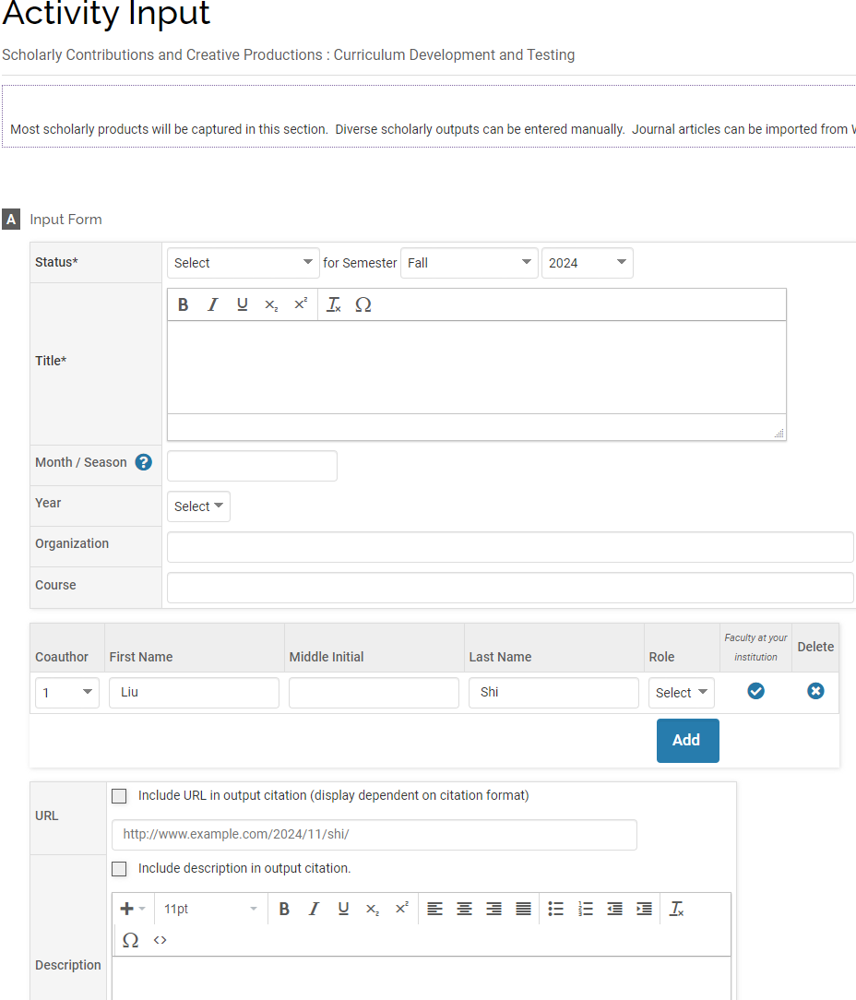 Activity Input
Scholarly Contributions and Creative Productions : Curriculum Development and Testing
Most scholarly products will be captured in this section. Diverse scholarly outputs can be entered manually. Journal articles can be imported from
A Input Form
Status* Select for Semester Fall 2024
B I U x₂ x² Tx Ω
Title*
Month / Season ?
Year Select
Organization
Course
Coauthor First Name Middle Initial Last Name Role Faculty at your institution Delete
1 Liu Shi Select
Add
Include URL in output citation (display dependent on citation format)
URL
http://www.example.com/2024/11/shi/
Include description in output citation.
11pt B I U x₂ x² Tx
Ω <>
Description